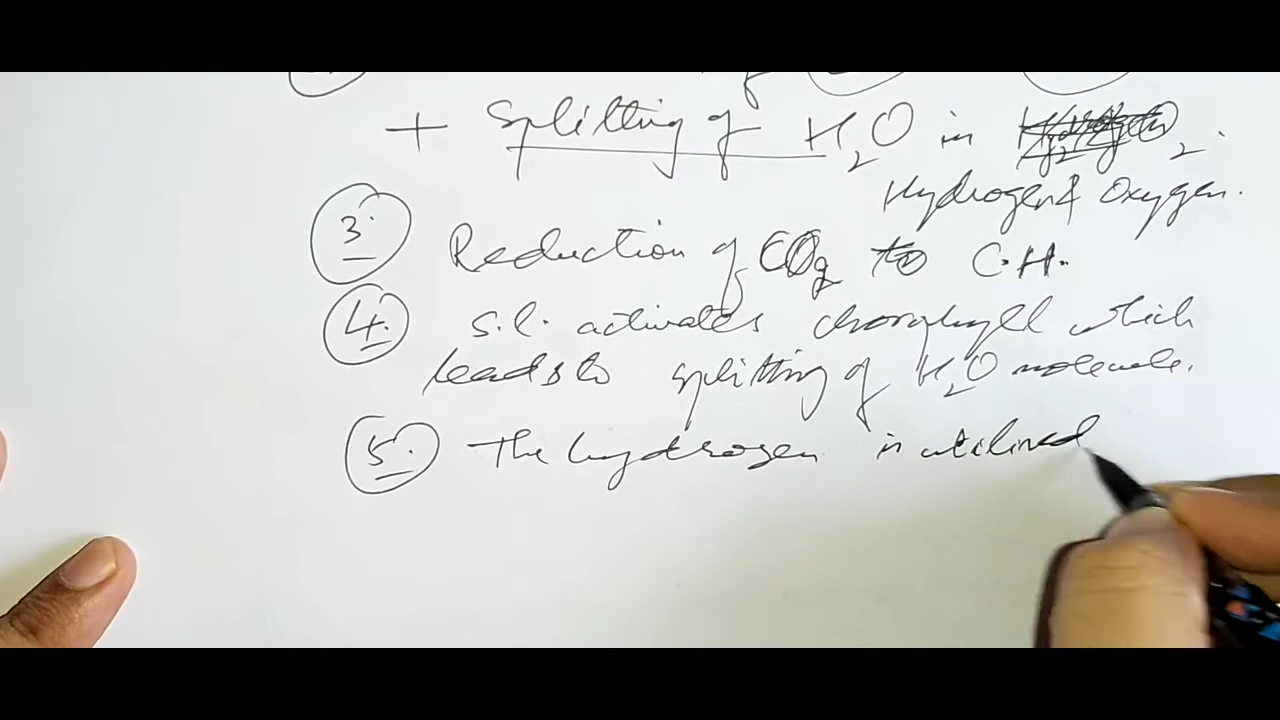 + Splitting of H₂O in
Hydrogen & Oxygen.
3. Reduction of CO₂ to C.H.
4. S.l. activates chorophyll which
leads to splitting of H₂O molecule.
5. The hydrogen is utilised